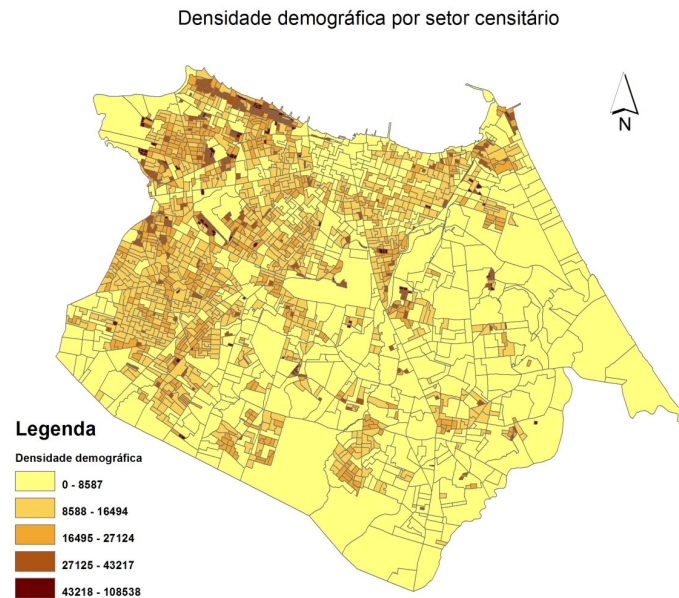 Densidade demográfica por setor censitário
N
Legenda
Densidade demográfica
0 - 8587
8588 - 16494
16495 - 27124
27125 - 43217
43218 - 108538